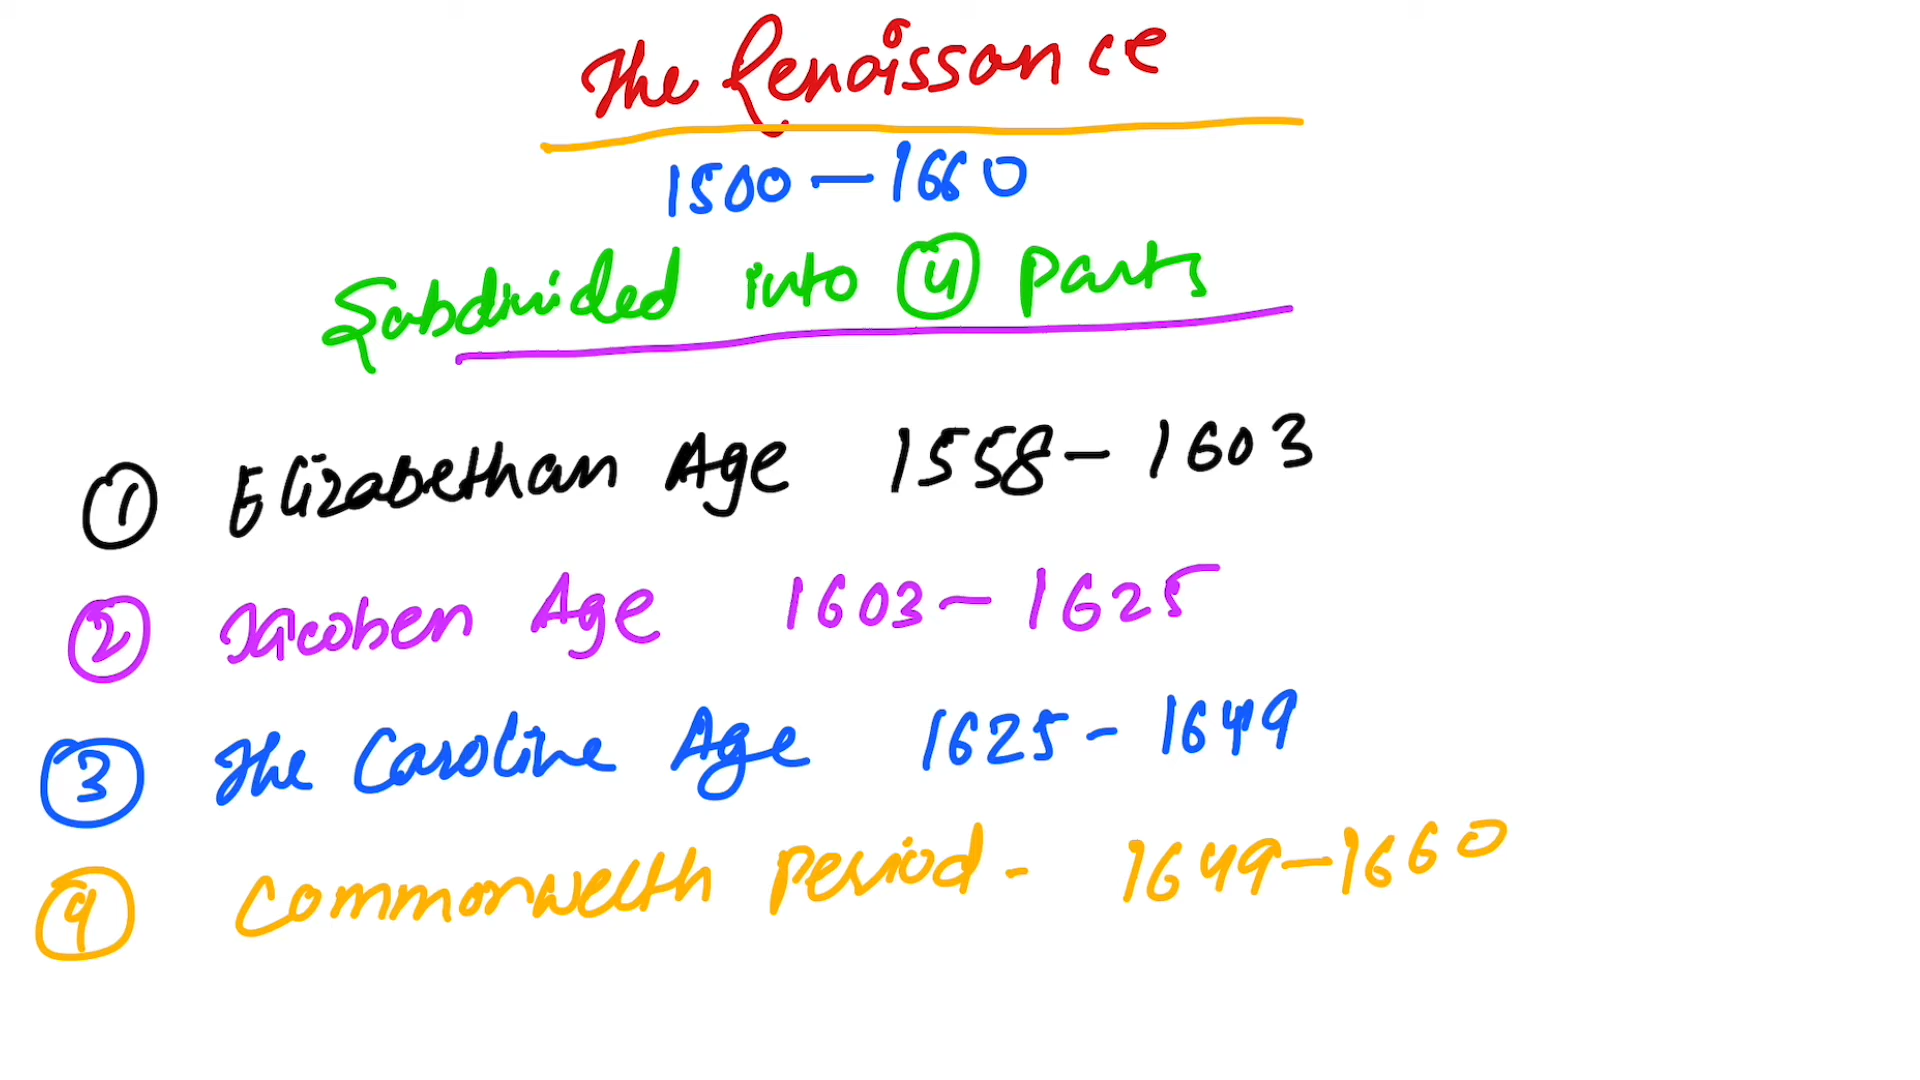 The Renaissance
1500 – 1660
Subdivided into 4 parts
1 Elizabethan Age 1558 – 1603
2 Jacoben Age 1603 – 1625
3 The Caroline Age 1625 – 1649
4 Commonwelth Period - 1649 – 1660